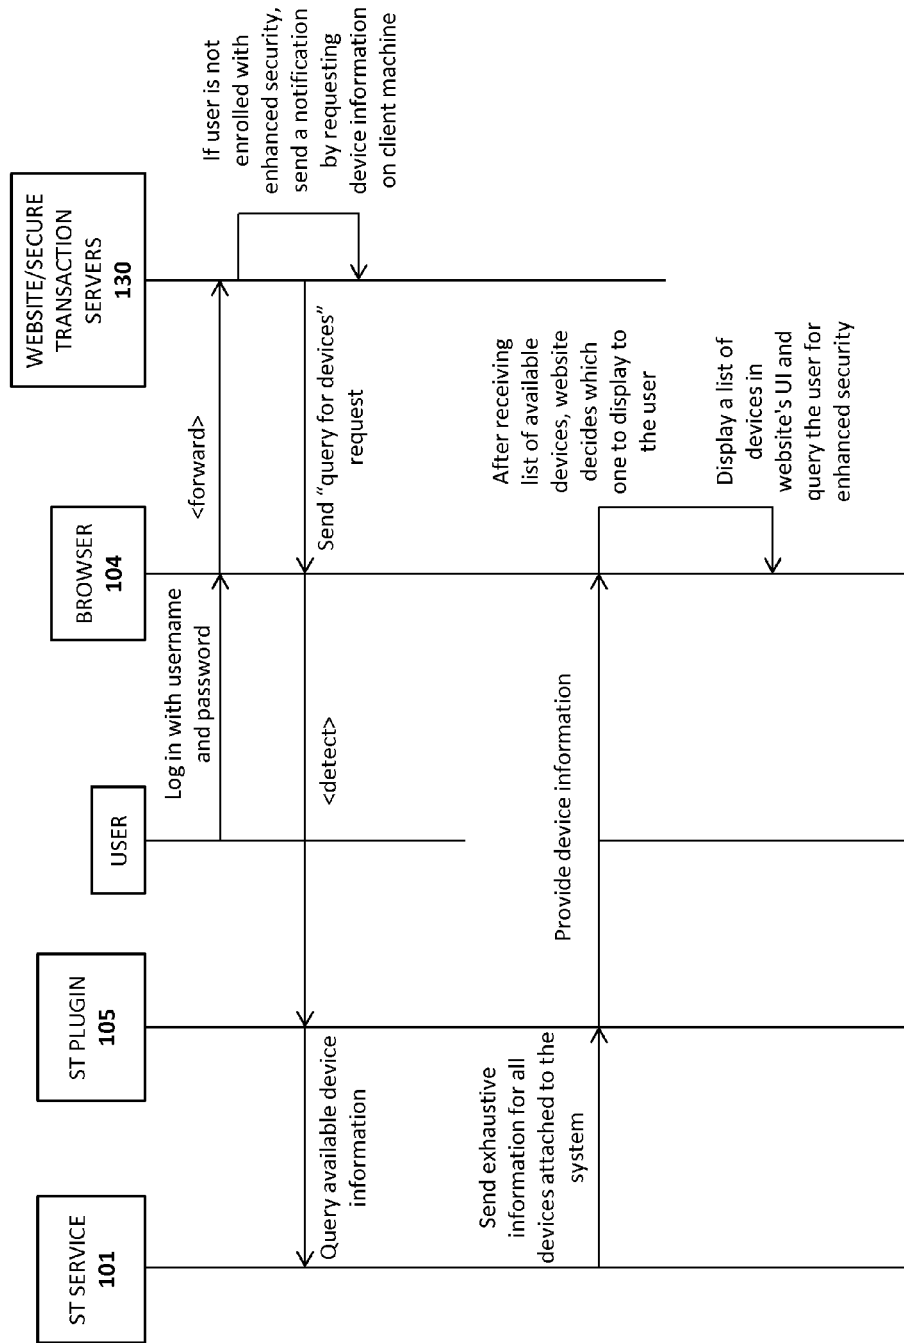 ST SERVICE
101
ST PLUGIN
105
USER
BROWSER
104
WEBSITE/SECURE
TRANSACTION
SERVERS
130
Log in with username
and password
<forward>
If user is not
enrolled with
enhanced security,
send a notification
by requesting
device information
on client machine
Send “query for devices”
request
<detect>
Query available device
information
Send exhaustive
information for all
devices attached to the
system
Provide device information
After receiving
list of available
devices, website
decides which
one to display to
the user
Display a list of
devices in
website's UI and
query the user for
enhanced security